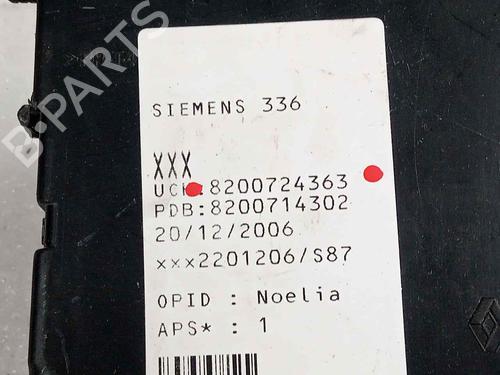 SIEMENS 336
XXX
UCH:8200724363
PDB:8200714302
20/12/2006
xxx2201206/S87
OPID : Noelia
APS* : 1
B-PARTS